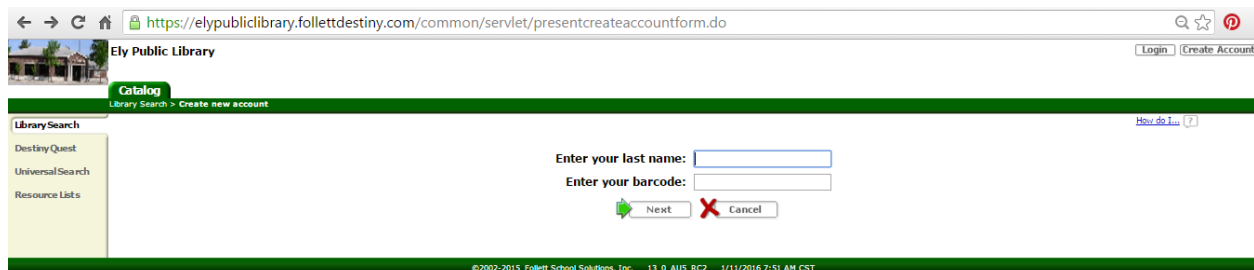 https://elypubliclibrary.follettdestiny.com/common/servlet/presentcreateaccountform.do
Ely Public Library
Login Create Account
Catalog
Library Search > Create new account
Library Search
How do I... ?
Destiny Quest
Universal Search
Resource Lists
Enter your last name:
Enter your barcode:
Next Cancel
©2002-2015 Follett School Solutions, Inc. 13_0_AU5_RC2 1/11/2016 7:51 AM CST